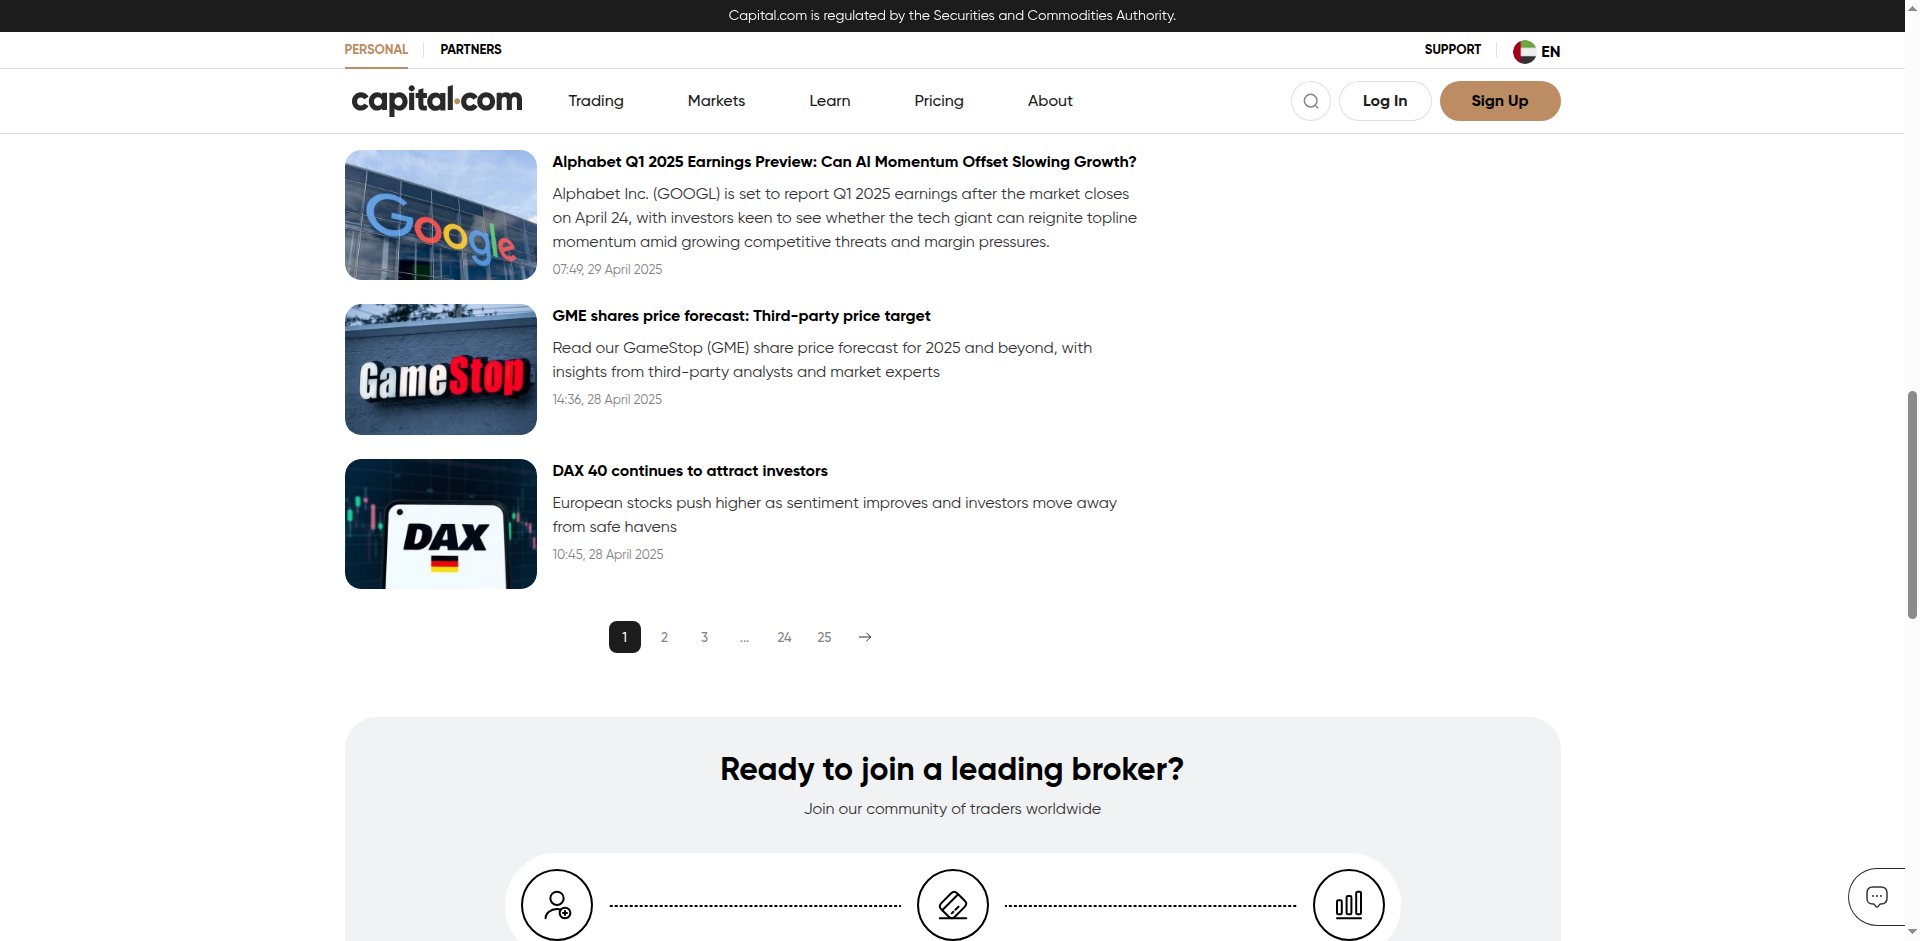 Capital.com is regulated by the Securities and Commodities Authority.
PERSONAL
PARTNERS
SUPPORT
EN
capital.com
Trading
Markets
Learn
Pricing
About
Log In
Sign Up
Google
Alphabet Q1 2025 Earnings Preview: Can AI Momentum Offset Slowing Growth?
Alphabet Inc. (GOOGL) is set to report Q1 2025 earnings after the market closes
on April 24, with investors keen to see whether the tech giant can reignite topline
momentum amid growing competitive threats and margin pressures.
07:49, 29 April 2025
GameStop
GME shares price forecast: Third-party price target
Read our GameStop (GME) share price forecast for 2025 and beyond, with
insights from third-party analysts and market experts
14:36, 28 April 2025
DAX
DAX 40 continues to attract investors
European stocks push higher as sentiment improves and investors move away
from safe havens
10:45, 28 April 2025
1 2 3 ... 24 25
Ready to join a leading broker?
Join our community of traders worldwide